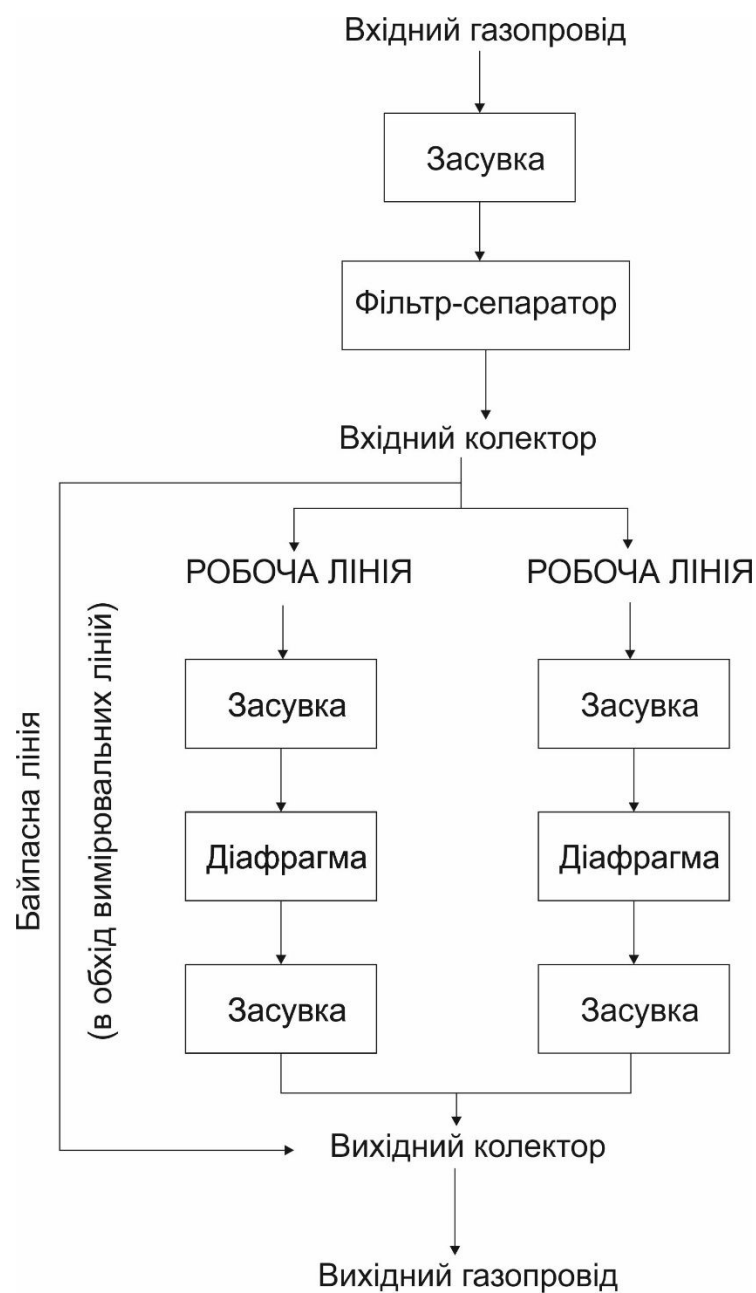 Вхідний газопровід
Засувка
Фільтр-сепаратор
Вхідний колектор
Байпасна лінія
(в обхід вимірювальних ліній)
РОБОЧА ЛІНІЯ
РОБОЧА ЛІНІЯ
Засувка
Засувка
Діафрагма
Діафрагма
Засувка
Засувка
Вихідний колектор
Вихідний газопровід